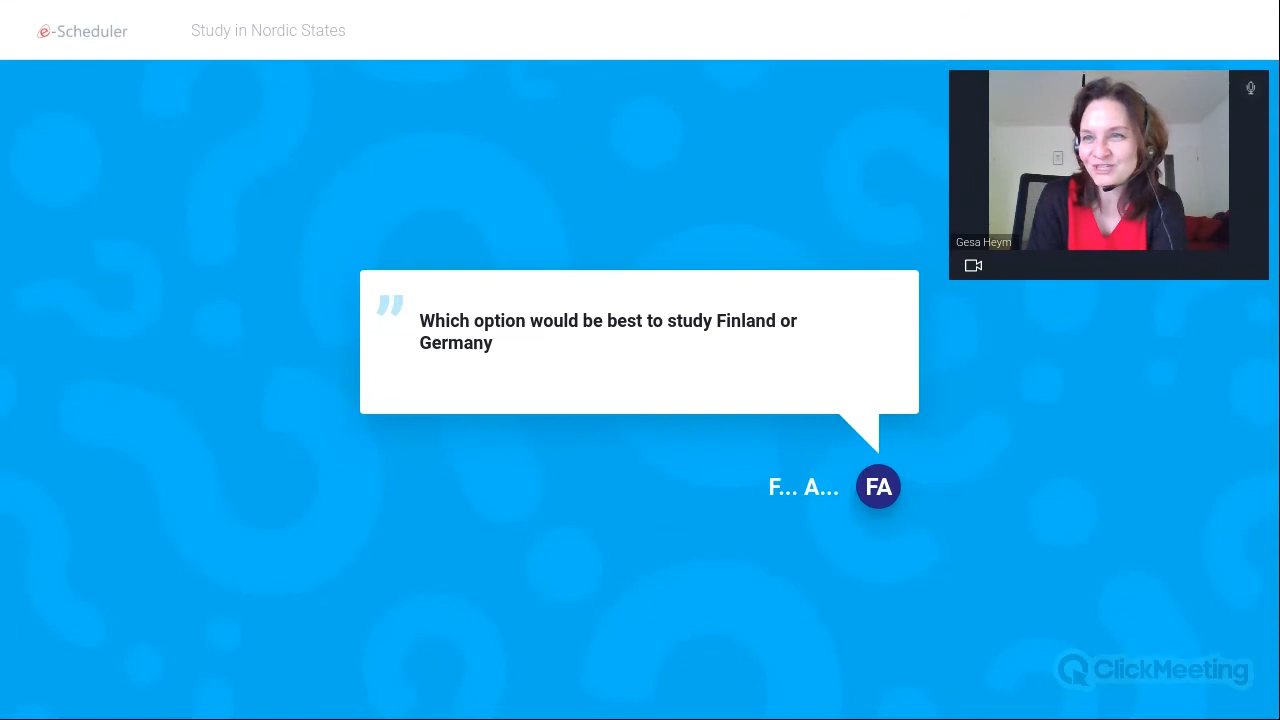 e-Scheduler
Study in Nordic States
Gesa Heym
" Which option would be best to study Finland or
Germany
F... A... FA
ClickMeeting